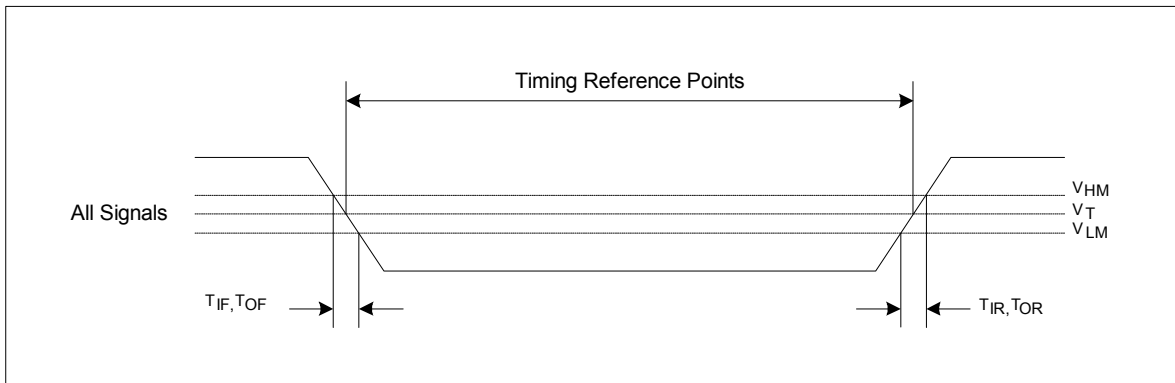 Timing Reference Points
All Signals
VHM
VT
VLM
TIF,TOF
TIR,TOR